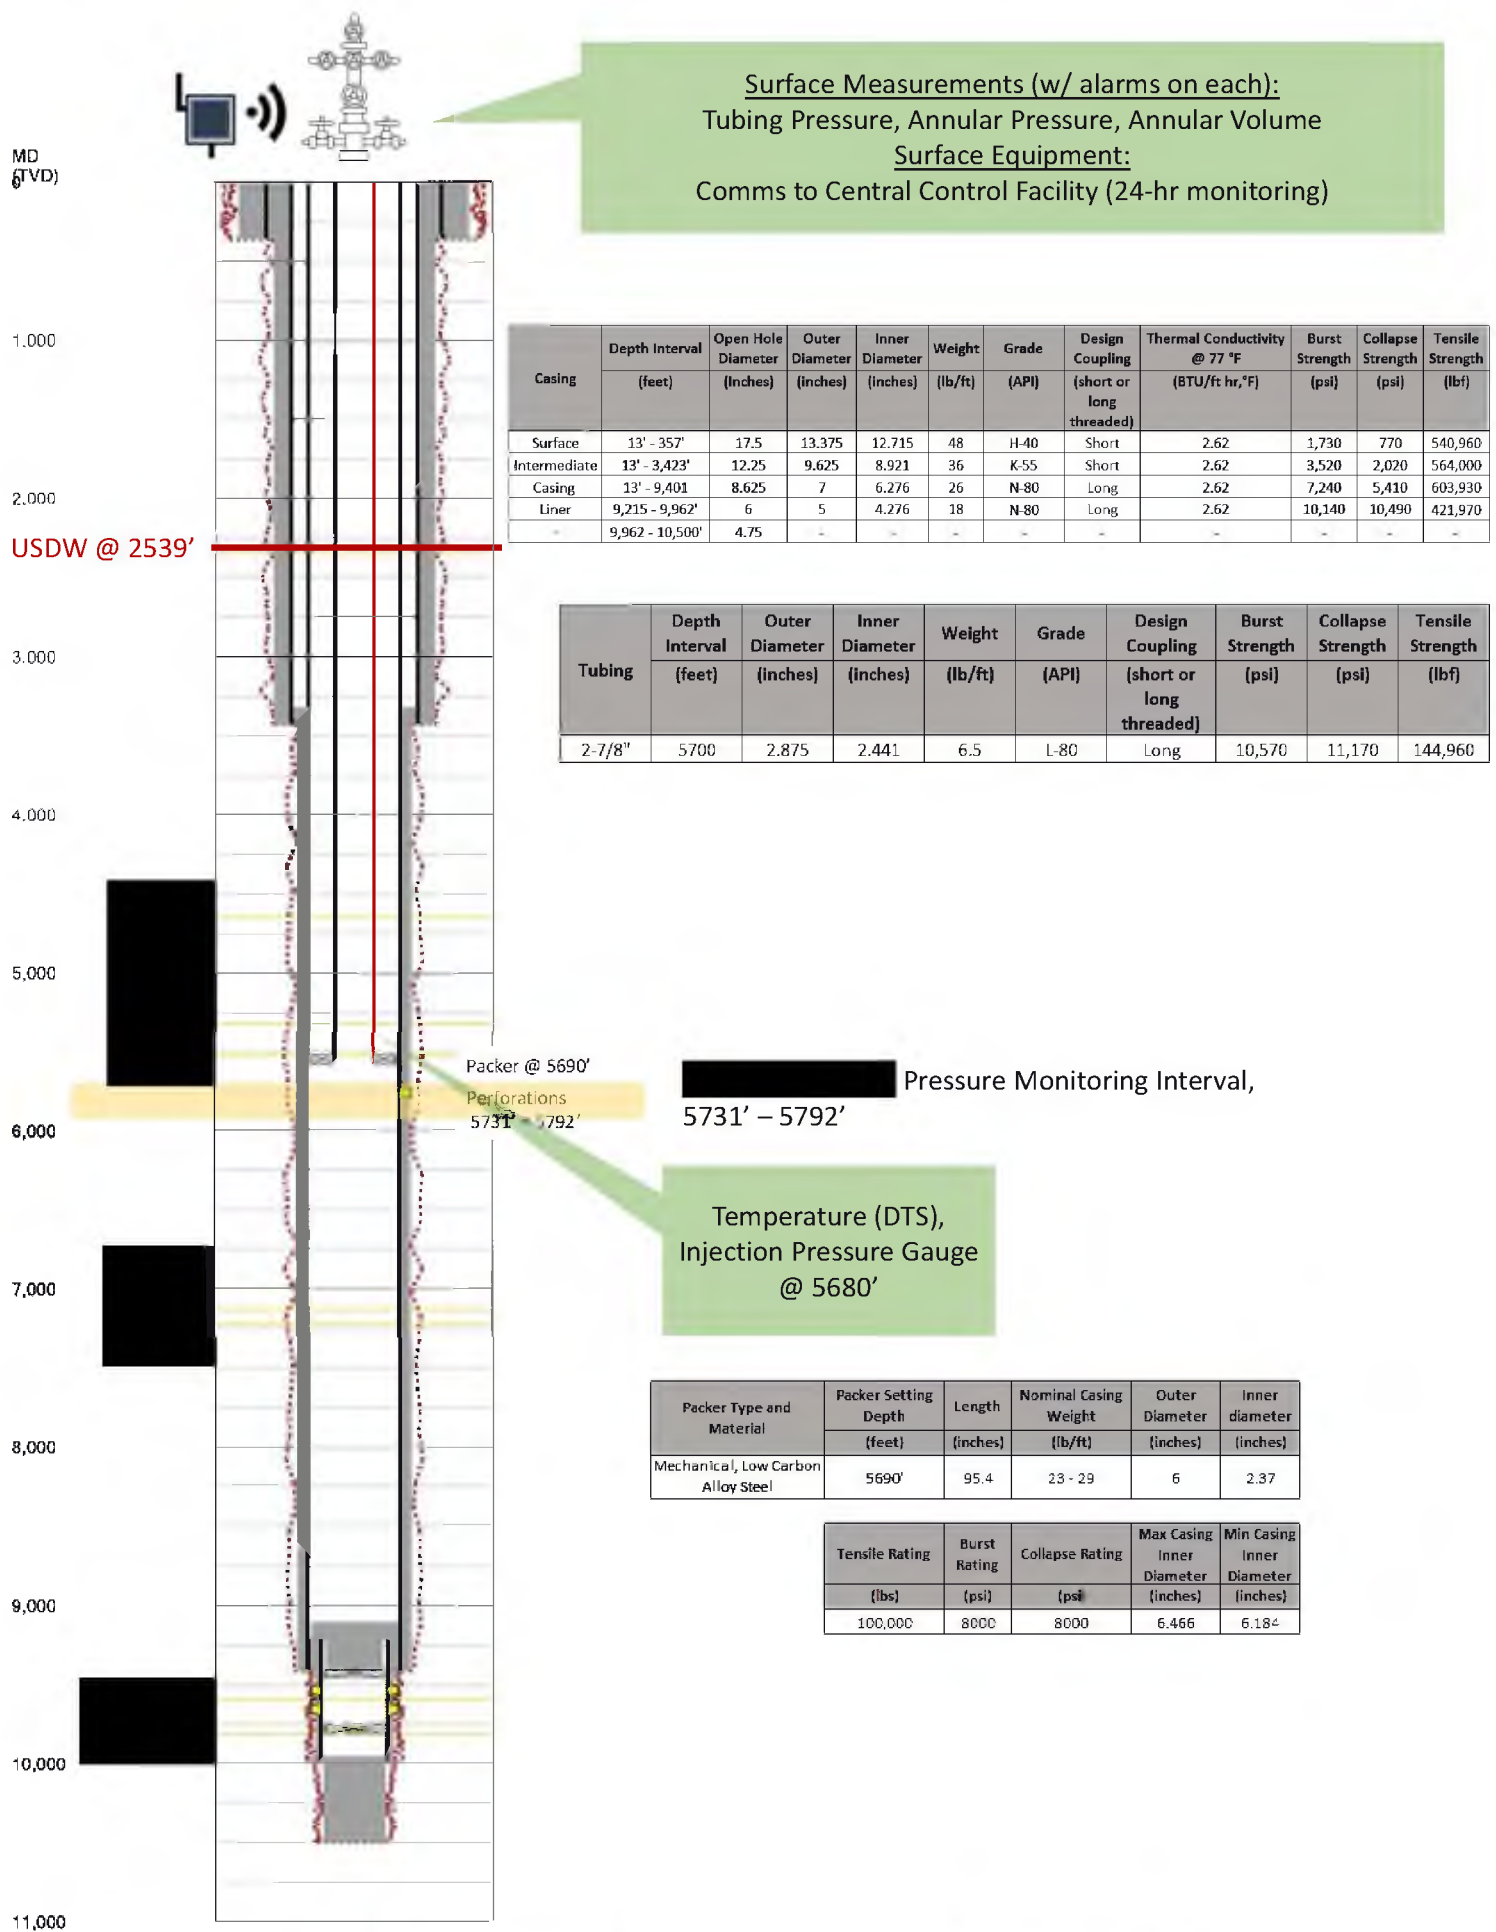 Surface Measurements (w/ alarms on each):
Tubing Pressure, Annular Pressure, Annular Volume
Surface Equipment:
Comms to Central Control Facility (24-hr monitoring)
MD
(TVD)
0
1.000
2.000
USDW @ 2539’
3.000
4.000
5,000
6,000
7,000
8,000
9,000
10,000
11,000
Casing | Depth Interval | Open Hole Diameter | Outer Diameter | Inner Diameter | Weight | Grade | Design Coupling | Thermal Conductivity @ 77 °F | Burst Strength | Collapse Strength | Tensile Strength
(feet) | (Inches) | (inches) | (inches) | (lb/ft) | (API) | (short or long threaded) | (BTU/ft hr,°F) | (psi) | (psi) | (lbf)
Surface | 13' - 357' | 17.5 | 13.375 | 12.715 | 48 | H-40 | Short | 2.62 | 1,730 | 770 | 540,960
Intermediate | 13' - 3,423' | 12.25 | 9.625 | 8.921 | 36 | K-55 | Short | 2.62 | 3,520 | 2,020 | 564,000
Casing | 13' - 9,401 | 8.625 | 7 | 6.276 | 26 | N-80 | Long | 2.62 | 7,240 | 5,410 | 603,930
Liner | 9,215 - 9,962' | 6 | 5 | 4.276 | 18 | N-80 | Long | 2.62 | 10,140 | 10,490 | 421,970
- | 9,962 - 10,500' | 4.75 | - | - | - | - | - | - | - | - | -
Tubing | Depth Interval | Outer Diameter | Inner Diameter | Weight | Grade | Design Coupling | Burst Strength | Collapse Strength | Tensile Strength
(feet) | (inches) | (inches) | (lb/ft) | (API) | (short or long threaded) | (psi) | (psi) | (lbf)
2-7/8" | 5700 | 2.875 | 2.441 | 6.5 | L-80 | Long | 10,570 | 11,170 | 144,960
Packer @ 5690’
Perforations
5731’ - 5792’
Pressure Monitoring Interval,
5731’ – 5792’
Temperature (DTS),
Injection Pressure Gauge
@ 5680’
Packer Type and Material | Packer Setting Depth | Length | Nominal Casing Weight | Outer Diameter | Inner diameter
(feet) | (inches) | (lb/ft) | (inches) | (inches)
Mechanical, Low Carbon Alloy Steel | 5690' | 95.4 | 23 - 29 | 6 | 2.37
Tensile Rating | Burst Rating | Collapse Rating | Max Casing Inner Diameter | Min Casing Inner Diameter
(lbs) | (psi) | (psi | (inches) | (inches)
100,000 | 8000 | 8000 | 6.466 | 6.184